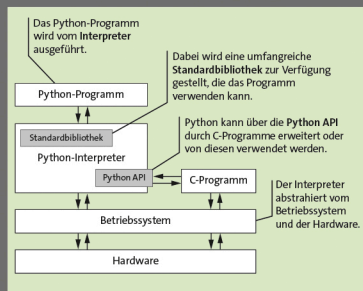 Das Python-Programm
wird vom Interpreter
ausgeführt.
Dabei wird eine umfangreiche
Standardbibliothek zur Verfügung
gestellt, die das Programm
verwenden kann.
Python-Programm
Standardbibliothek
Python-Interpreter
Python API
Python kann über die Python API
durch C-Programme erweitert oder
von diesen verwendet werden.
C-Programm
Der Interpreter
abstrahiert vom
Betriebssystem
und der Hardware.
Betriebssystem
Hardware